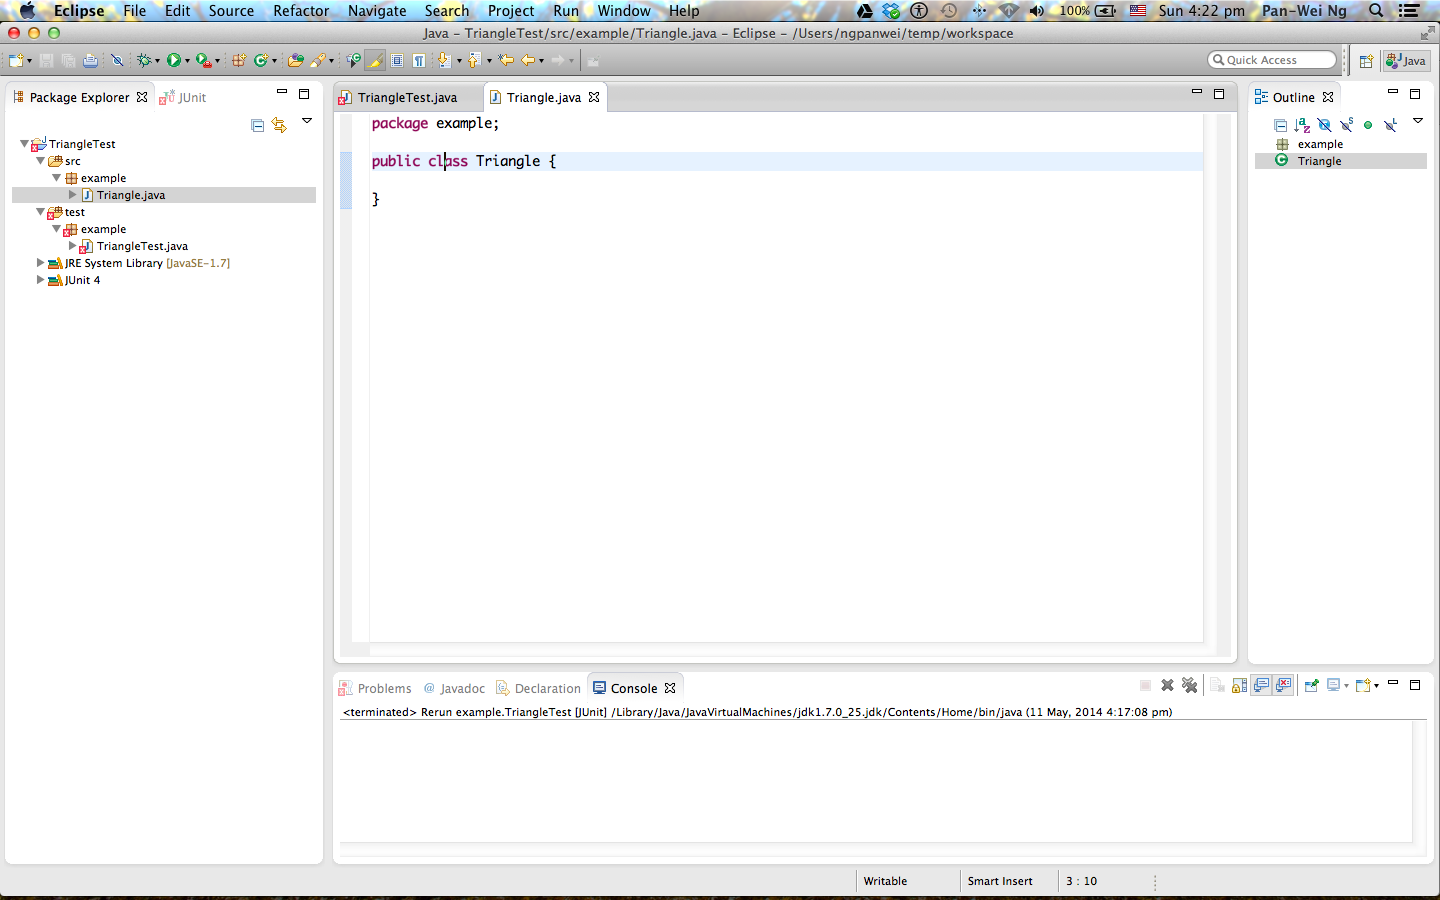 Eclipse File Edit Source Refactor Navigate Search Project Run Window Help 100% Sun 4:22 pm Pan-Wei Ng
Java – TriangleTest/src/example/Triangle.java – Eclipse – /Users/ngpanwei/temp/workspace
Quick Access
Java
Package Explorer
JUnit
TriangleTest
src
example
Triangle.java
test
example
TriangleTest.java
JRE System Library [JavaSE-1.7]
JUnit 4
TriangleTest.java
Triangle.java
package example;
public class Triangle {
}
Outline
example
Triangle
Problems
@ Javadoc
Declaration
Console
<terminated> Rerun example.TriangleTest [JUnit] /Library/Java/JavaVirtualMachines/jdk1.7.0_25.jdk/Contents/Home/bin/java (11 May, 2014 4:17:08 pm)
Writable
Smart Insert
3 : 10